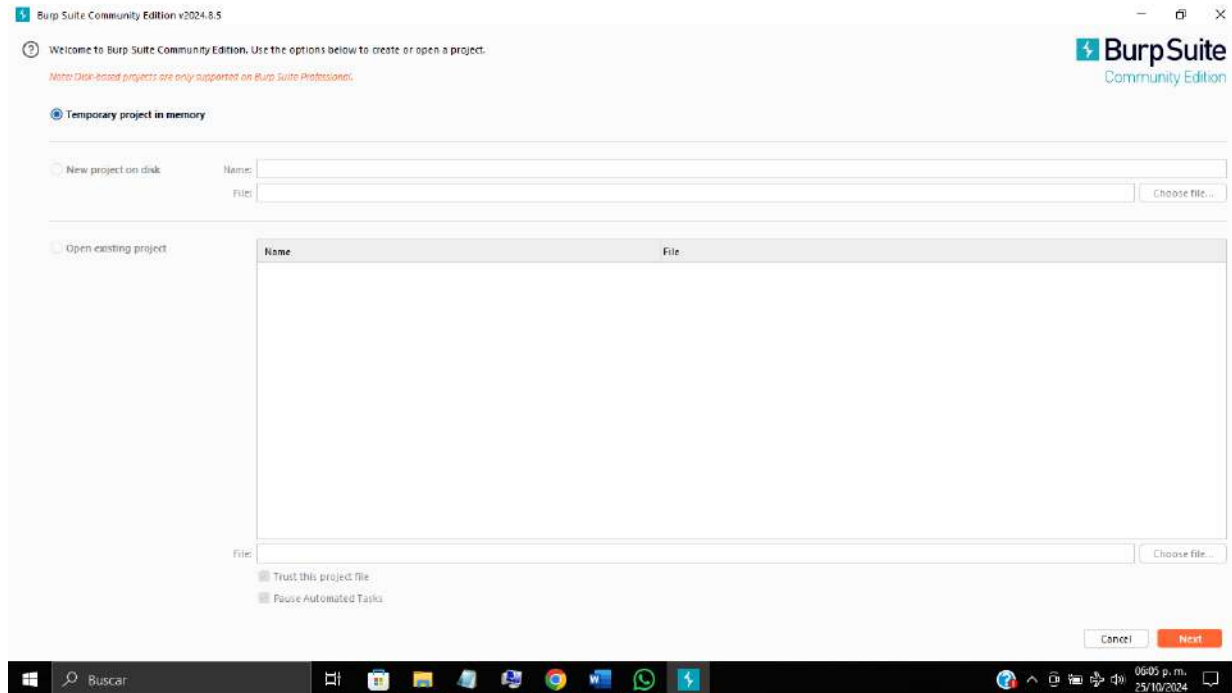 Burp Suite Community Edition v2024.8.5
Welcome to Burp Suite Community Edition. Use the options below to create or open a project.
Note: Disk-based projects are only supported on Burp Suite Professional.
Burp Suite
Community Edition
Temporary project in memory
New project on disk
Name:
File:
Choose file...
Open existing project
Name File
File:
Choose file...
Trust this project file
Pause Automated Tasks
Cancel Next
Buscar
06:05 p. m.
25/10/2024